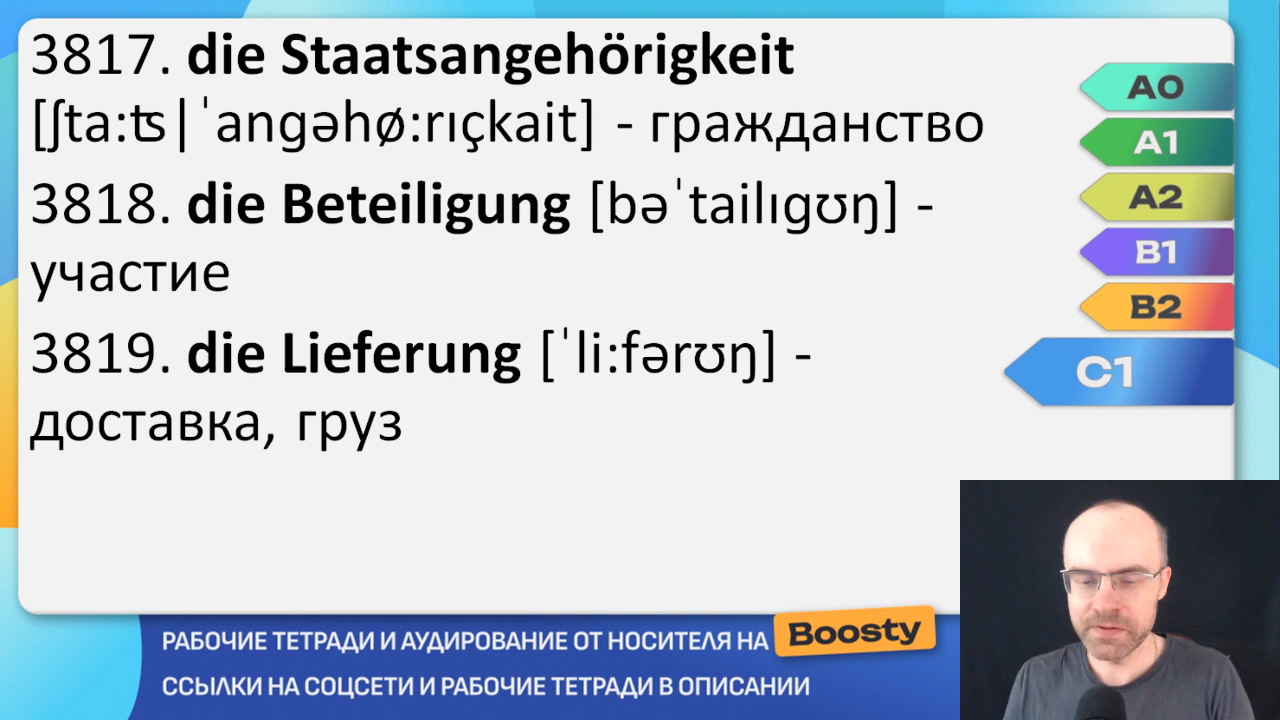 3817. die Staatsangehörigkeit
[ʃta:ʦ|ˈangəhø:rıçkait] - гражданство
3818. die Beteiligung [bəˈtailıgʊŋ] -
участие
3819. die Lieferung [ˈli:fərʊŋ] -
доставка, груз
A0
A1
A2
B1
B2
C1
РАБОЧИЕ ТЕТРАДИ И АУДИРОВАНИЕ ОТ НОСИТЕЛЯ НА Boosty
ССЫЛКИ НА СОЦСЕТИ И РАБОЧИЕ ТЕТРАДИ В ОПИСАНИИ